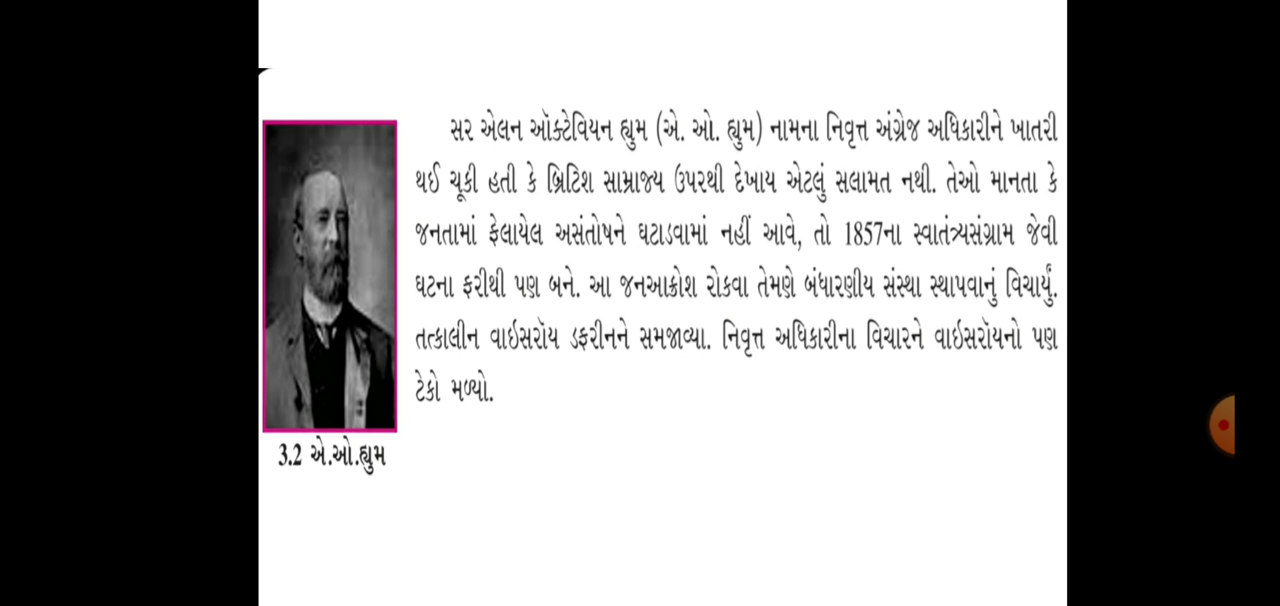 સર એલન ઑક્ટેવિયન હ્યુમ (એ. ઓ. હ્યુમ) નામના નિવૃત્ત અંગ્રેજ અધિકારીને ખાતરી
થઈ ચૂકી હતી કે બ્રિટિશ સામ્રાજ્ય ઉપરથી દેખાય એટલું સલામત નથી. તેઓ માનતા કે
જનતામાં ફેલાયેલ અસંતોષને ઘટાડવામાં નહીં આવે, તો 1857ના સ્વાતંત્ર્યસંગ્રામ જેવી
ઘટના ફરીથી પણ બને. આ જનઆક્રોશ રોકવા તેમણે બંધારણીય સંસ્થા સ્થાપવાનું વિચાર્યું.
તત્કાલીન વાઇસરૉય ડફરીનને સમજાવ્યા. નિવૃત્ત અધિકારીના વિચારને વાઇસરૉયનો પણ
ટેકો મળ્યો.
3.2 એ.ઓ.હ્યુમ